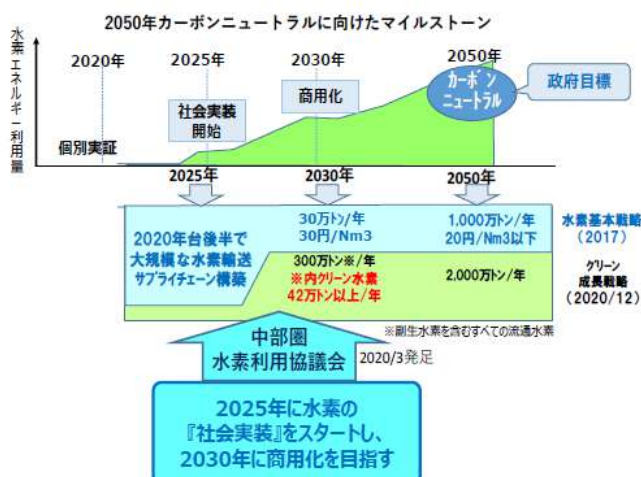 2050年カーボンニュートラルに向けたマイルストーン
水素エネルギー利用量
2020年
2025年
2030年
2050年
社会実装
開始
商用化
カーボン
ニュートラル
政府目標
個別実証
2025年
2030年
2050年
2020年台後半で
大規模な水素輸送
サプライチェーン構築
30万トン/年
30円/Nm3
1,000万トン/年
20円/Nm3以下
水素基本戦略
(2017)
300万トン※/年
※内クリーン水素
42万トン以上/年
2,000万トン/年
グリーン
成長戦略
(2020/12)
※副生水素を含むすべての流通水素
中部圏
水素利用協議会
2020/3発足
2025年に水素の
『社会実装』をスタートし、
2030年に商用化を目指す